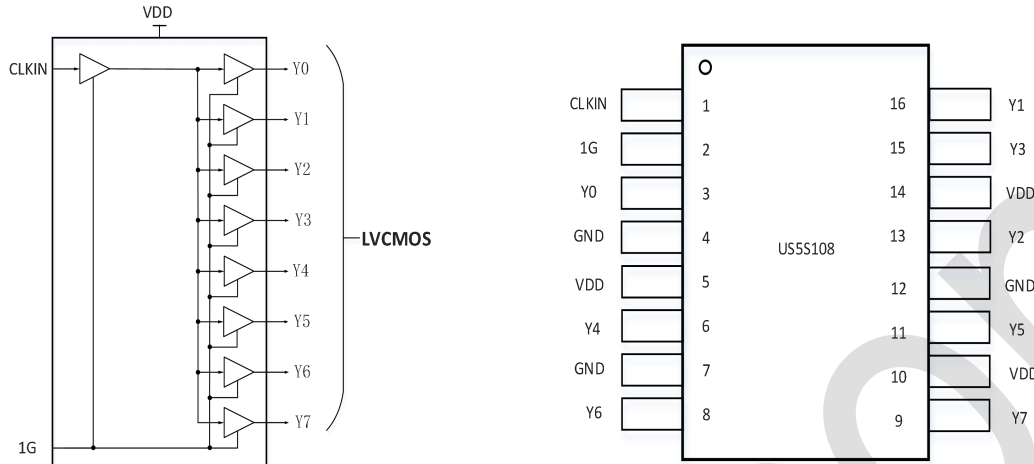 VDD
CLKIN
Y0
Y1
Y2
Y3
Y4
Y5
Y6
Y7
LVCMOS
1G
CLKIN 1 16 Y1
1G 2 15 Y3
Y0 3 14 VDD
GND 4 13 Y2
US5S108
VDD 5 12 GND
Y4 6 11 Y5
GND 7 10 VDD
Y6 8 9 Y7